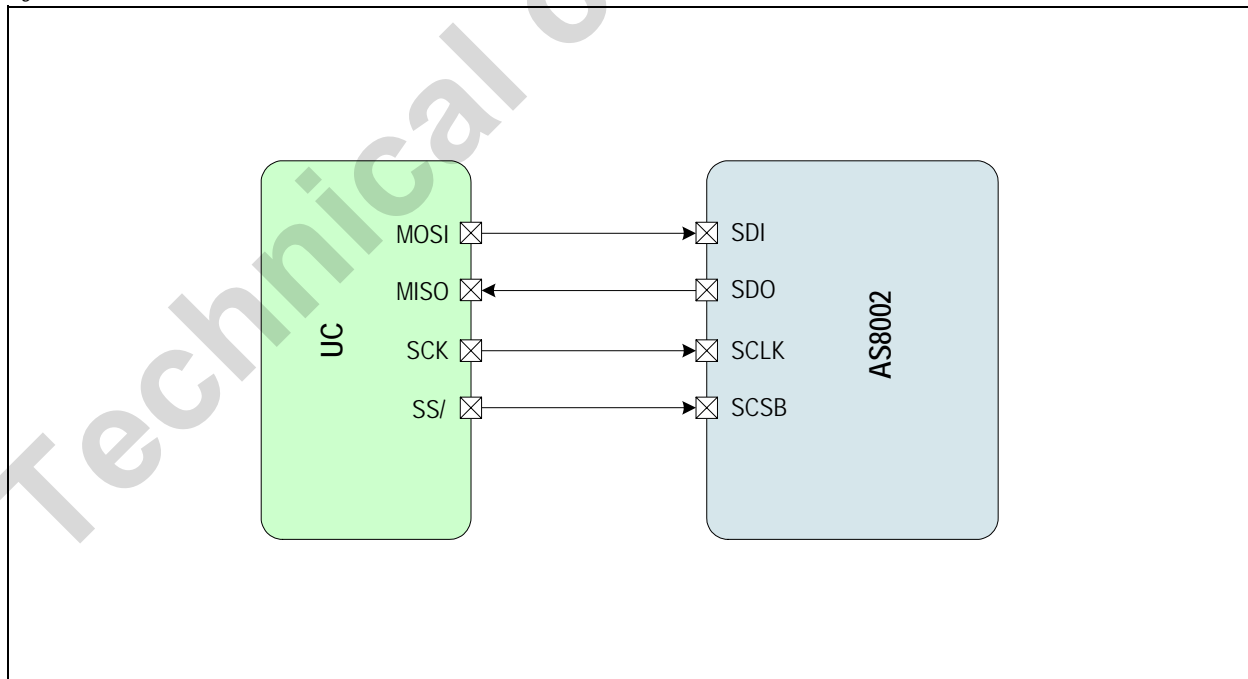 Technical
UC
MOSI
SDI
MISO
SDO
SCK
SCLK
SS/
SCSB
AS8002